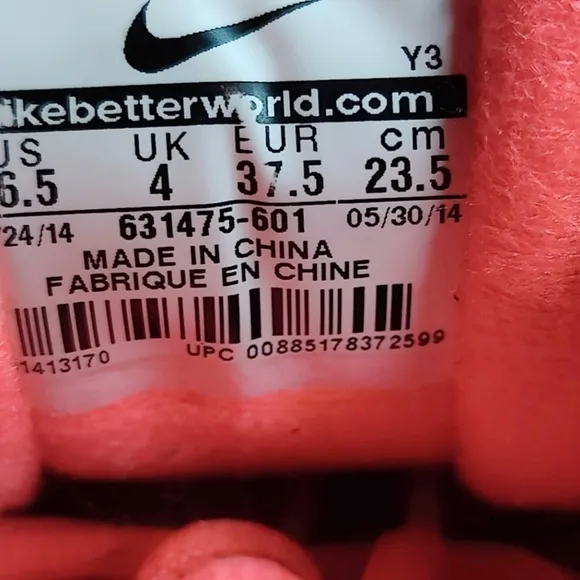 Y3
ikebetterworld.com
US UK EUR cm
6.5 4 37.5 23.5
24/14 631475-601 05/30/14
MADE IN CHINA
FABRIQUE EN CHINE
1413170 UPC 00885178372599